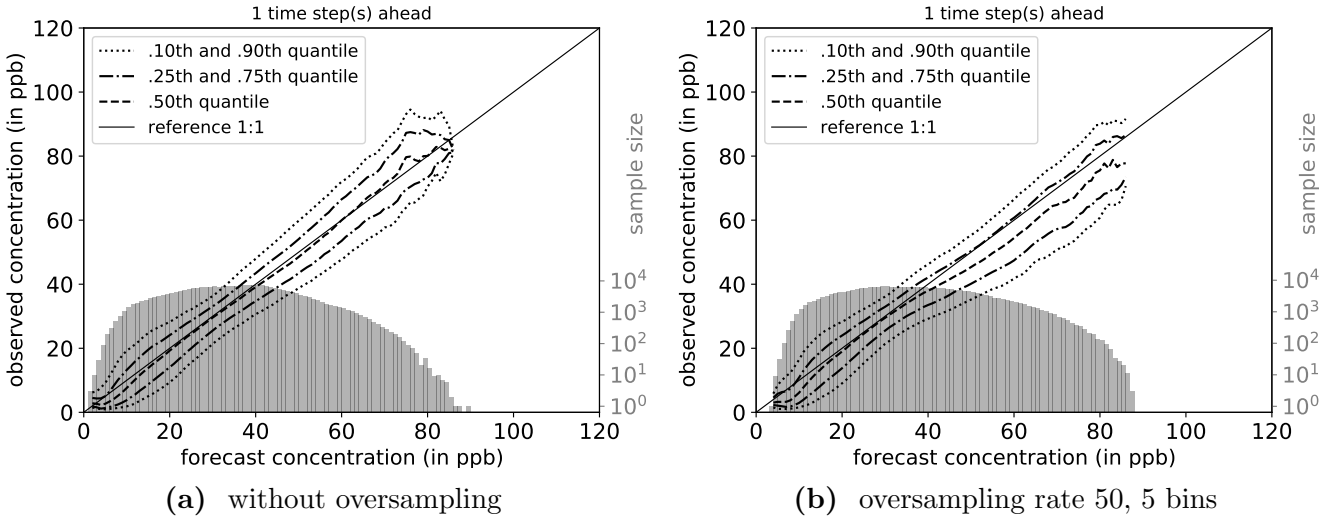 1 time step(s) ahead
120
100
80
60
40
20
0
observed concentration (in ppb)
.10th and .90th quantile
.25th and .75th quantile
.50th quantile
reference 1:1
sample size
10^4
10^3
10^2
10^1
10^0
0 20 40 60 80 100 120
forecast concentration (in ppb)
(a) without oversampling
1 time step(s) ahead
120
100
80
60
40
20
0
observed concentration (in ppb)
.10th and .90th quantile
.25th and .75th quantile
.50th quantile
reference 1:1
sample size
10^4
10^3
10^2
10^1
10^0
0 20 40 60 80 100 120
forecast concentration (in ppb)
(b) oversampling rate 50, 5 bins